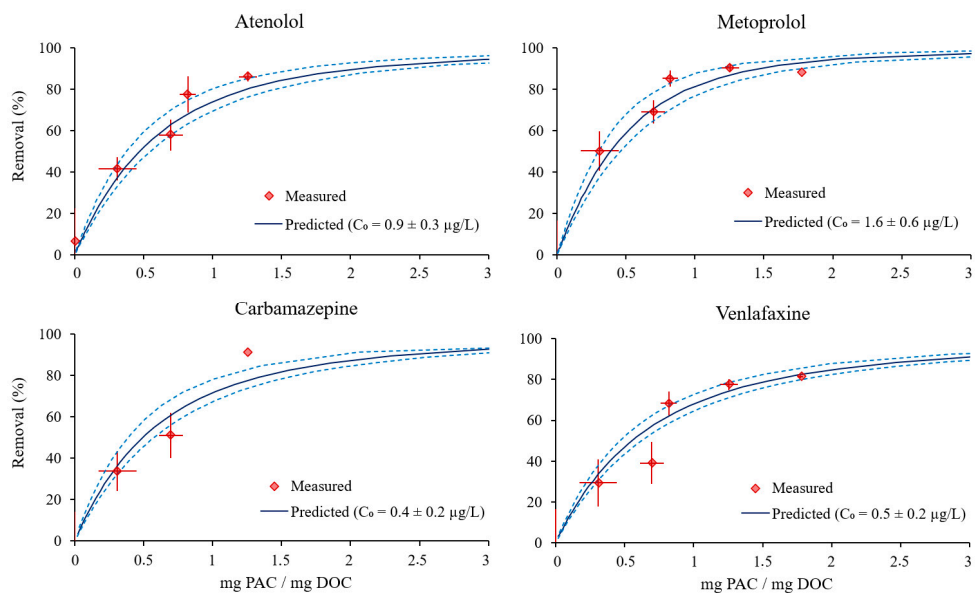 Atenolol
Removal (%)
100
80
60
40
20
0
0 0.5 1 1.5 2 2.5 3
Measured
Predicted (C₀ = 0.9 ± 0.3 µg/L)
Metoprolol
100
80
60
40
20
0
0 0.5 1 1.5 2 2.5 3
Measured
Predicted (C₀ = 1.6 ± 0.6 µg/L)
Carbamazepine
Removal (%)
100
80
60
40
20
0
0 0.5 1 1.5 2 2.5 3
Measured
Predicted (C₀ = 0.4 ± 0.2 µg/L)
mg PAC / mg DOC
Venlafaxine
100
80
60
40
20
0
0 0.5 1 1.5 2 2.5 3
Measured
Predicted (C₀ = 0.5 ± 0.2 µg/L)
mg PAC / mg DOC